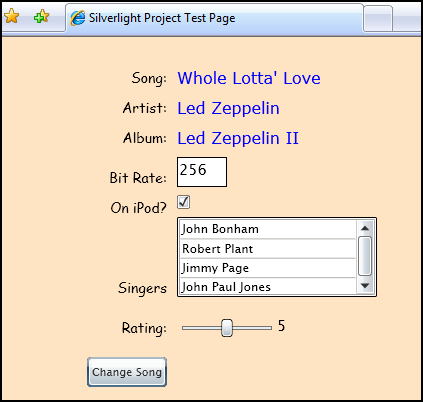 Silverlight Project Test Page
Song: Whole Lotta' Love
Artist: Led Zeppelin
Album: Led Zeppelin II
Bit Rate: 256
On iPod?
John Bonham
Robert Plant
Jimmy Page
Singers John Paul Jones
Rating: 5
Change Song